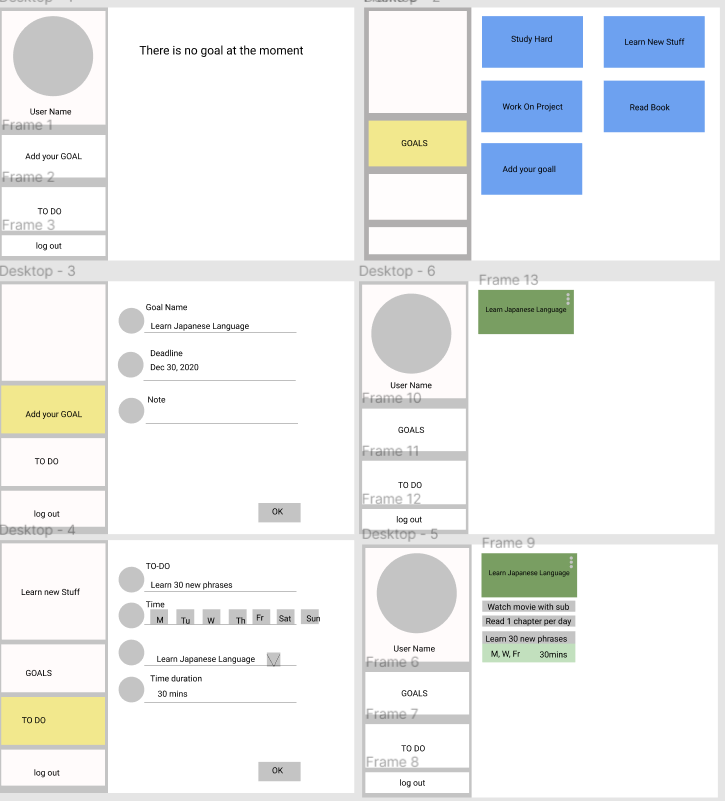 There is no goal at the moment
User Name
Frame 1
Add your GOAL
Frame 2
TO DO
Frame 3
log out
Study Hard
Learn New Stuff
Work On Project
Read Book
GOALS
Add your goall
Desktop - 3
Goal Name
Learn Japanese Language
Deadline
Dec 30, 2020
Note
Add your GOAL
TO DO
log out
OK
Desktop - 6
Frame 13
Learn Japanese Language
User Name
Frame 10
GOALS
Frame 11
TO DO
Frame 12
log out
Desktop - 4
TO-DO
Learn 30 new phrases
Learn new Stuff
Time
M Tu W Th Fr Sat Sun
Learn Japanese Language
Time duration
30 mins
GOALS
TO DO
log out
OK
Desktop - 5
Frame 9
Learn Japanese Language
Watch movie with sub
Read 1 chapter per day
Learn 30 new phrases
M, W, Fr 30mins
User Name
Frame 6
GOALS
Frame 7
TO DO
Frame 8
log out